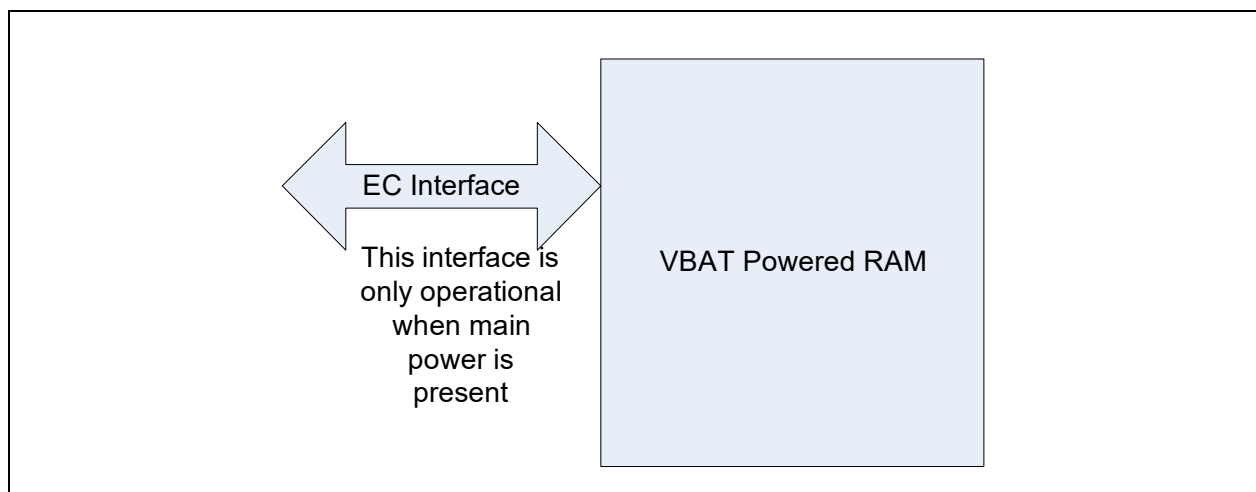 EC Interface
This interface is
only operational
when main
power is
present
VBAT Powered RAM